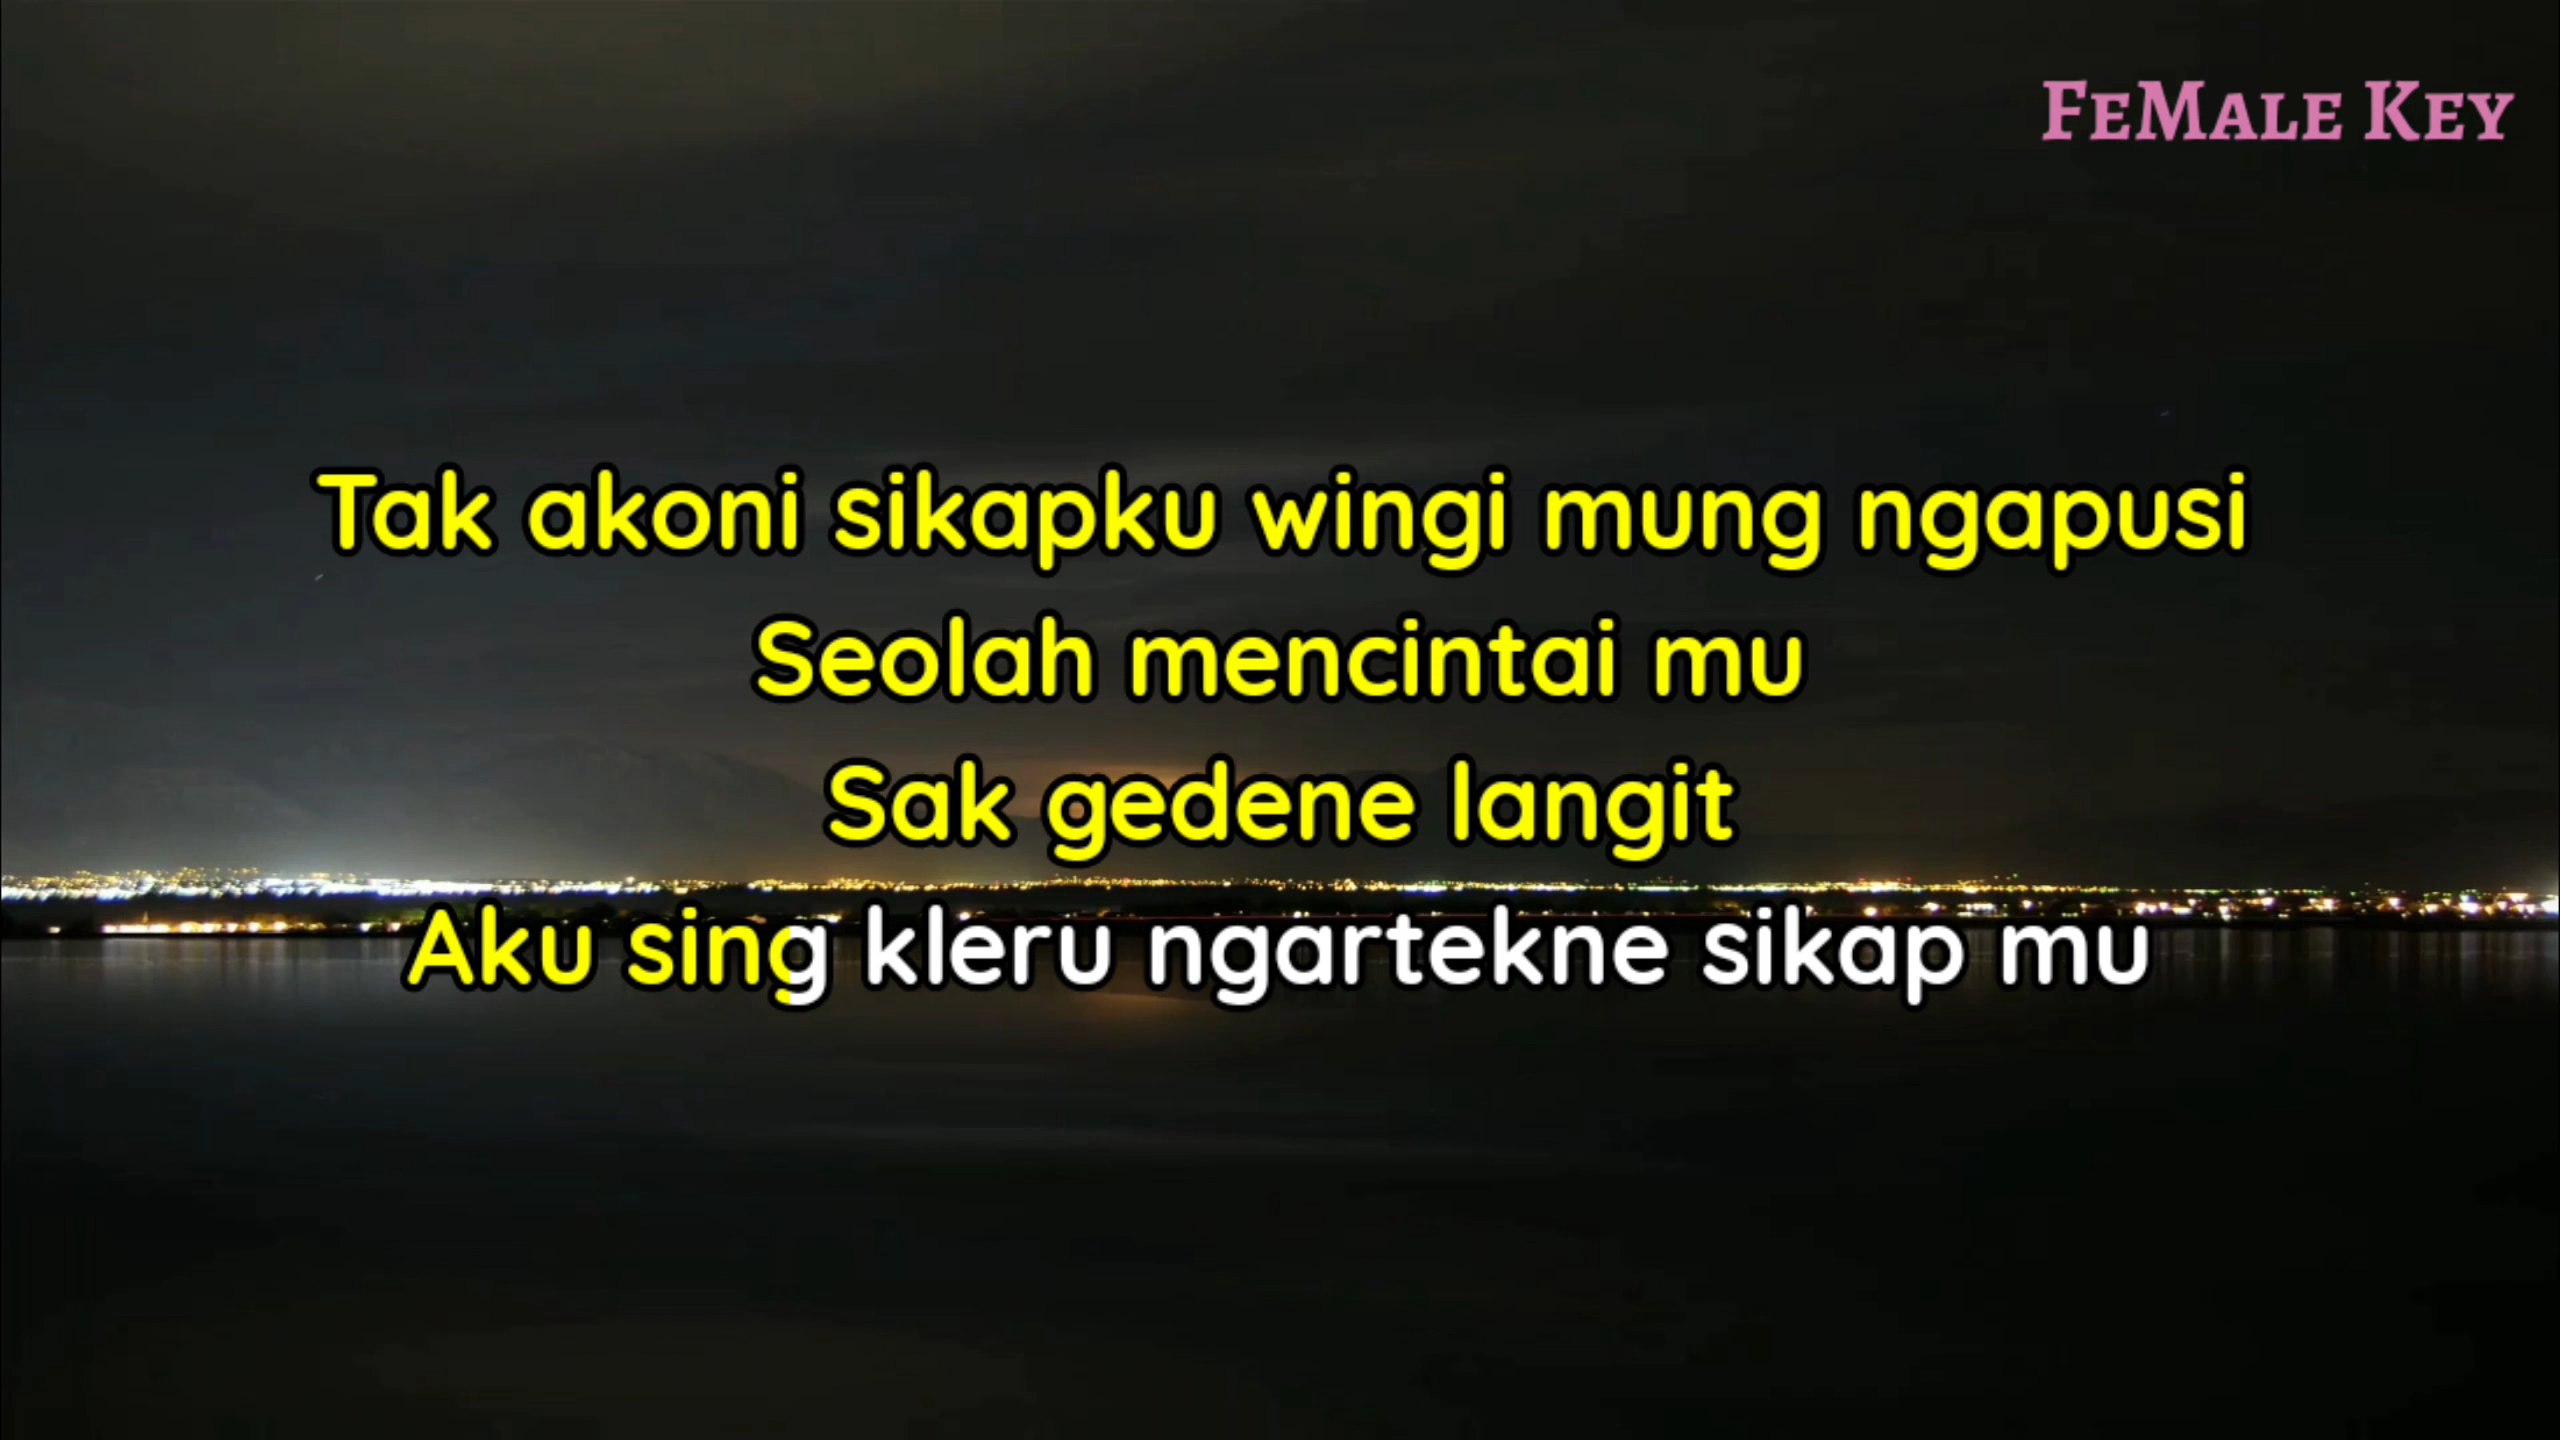 FeMale Key
Tak akoni sikapku wingi mung ngapusi
Seolah mencintai mu
Sak gedene langit
Aku sing kleru ngartekne sikap mu